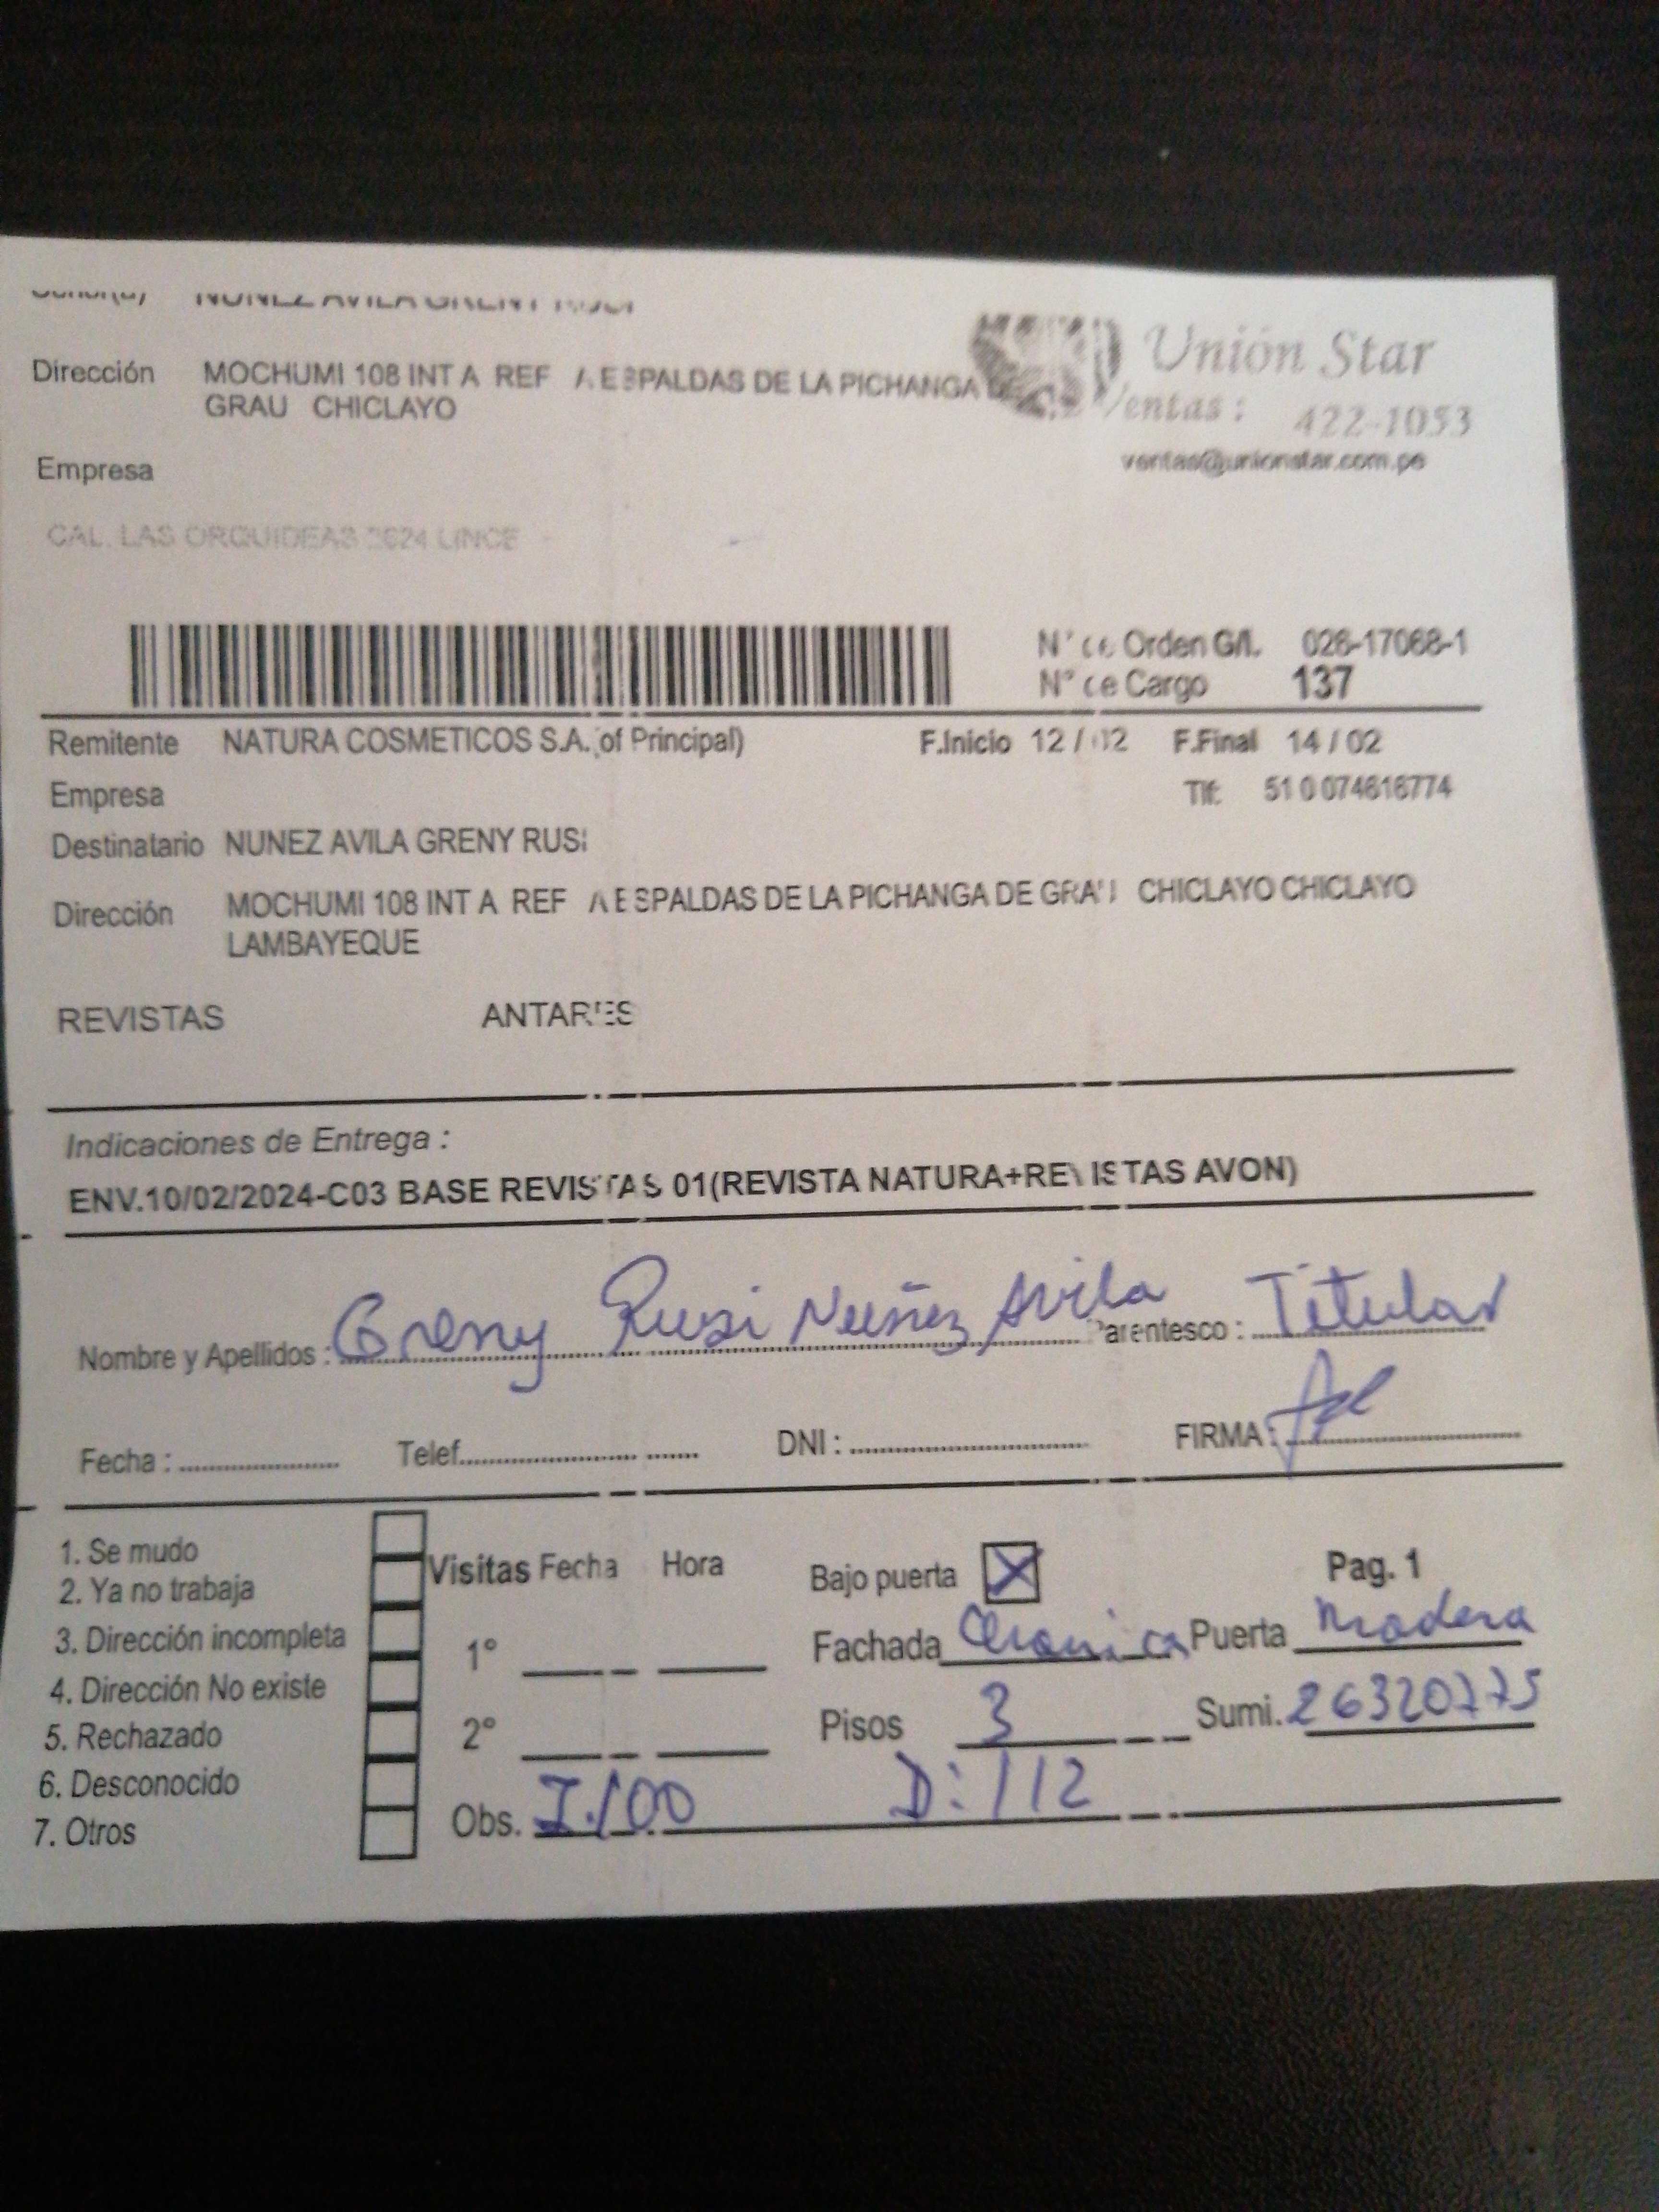 Señor(a) NUNEZ AVILA GRENY RUSI
Dirección MOCHUMI 108 INT A REF A ESPALDAS DE LA PICHANGA
GRAU CHICLAYO
Unión Star
Ventas : 422-1053
ventas@unionstar.com.pe
Empresa
CAL. LAS ORQUIDEAS 2624 LINCE
N° de Orden G/I. 026-17068-1
N° de Cargo 137
Remitente NATURA COSMETICOS S.A. (of Principal) F.Inicio 12 / 02 F.Final 14 / 02
Empresa Tlf: 51 0 074616774
Destinatario NUNEZ AVILA GRENY RUSI
Dirección MOCHUMI 108 INT A REF A ESPALDAS DE LA PICHANGA DE GRAU CHICLAYO CHICLAYO
LAMBAYEQUE
REVISTAS ANTARES
Indicaciones de Entrega :
ENV.10/02/2024-C03 BASE REVISTAS 01(REVISTA NATURA+REVISTAS AVON)
Nombre y Apellidos : Greny Rusi Nuñez Avila Parentesco : Titular
Fecha : Telef. DNI : FIRMA :
1. Se mudo
2. Ya no trabaja
3. Dirección incompleta
4. Dirección No existe
5. Rechazado
6. Desconocido
7. Otros
Visitas Fecha Hora
1°
2°
Bajo puerta X Pag. 1
Fachada Puerta Madera
Pisos 3 Sumi. 26320775
Obs. I:100 D:112